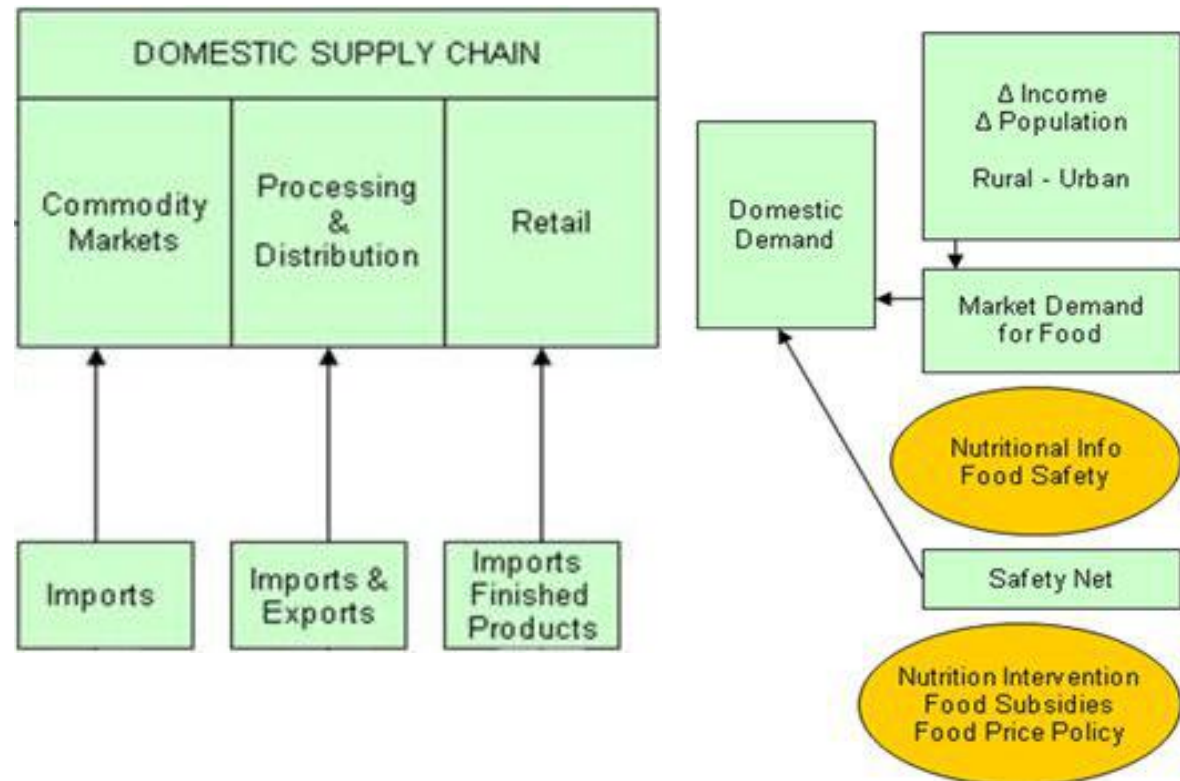 DOMESTIC SUPPLY CHAIN
Commodity
Markets
Processing
&
Distribution
Retail
Imports
Imports &
Exports
Imports
Finished
Products
Domestic
Demand
Δ Income
Δ Population
Rural - Urban
Market Demand
for Food
Nutritional Info
Food Safety
Safety Net
Nutrition Intervention
Food Subsidies
Food Price Policy